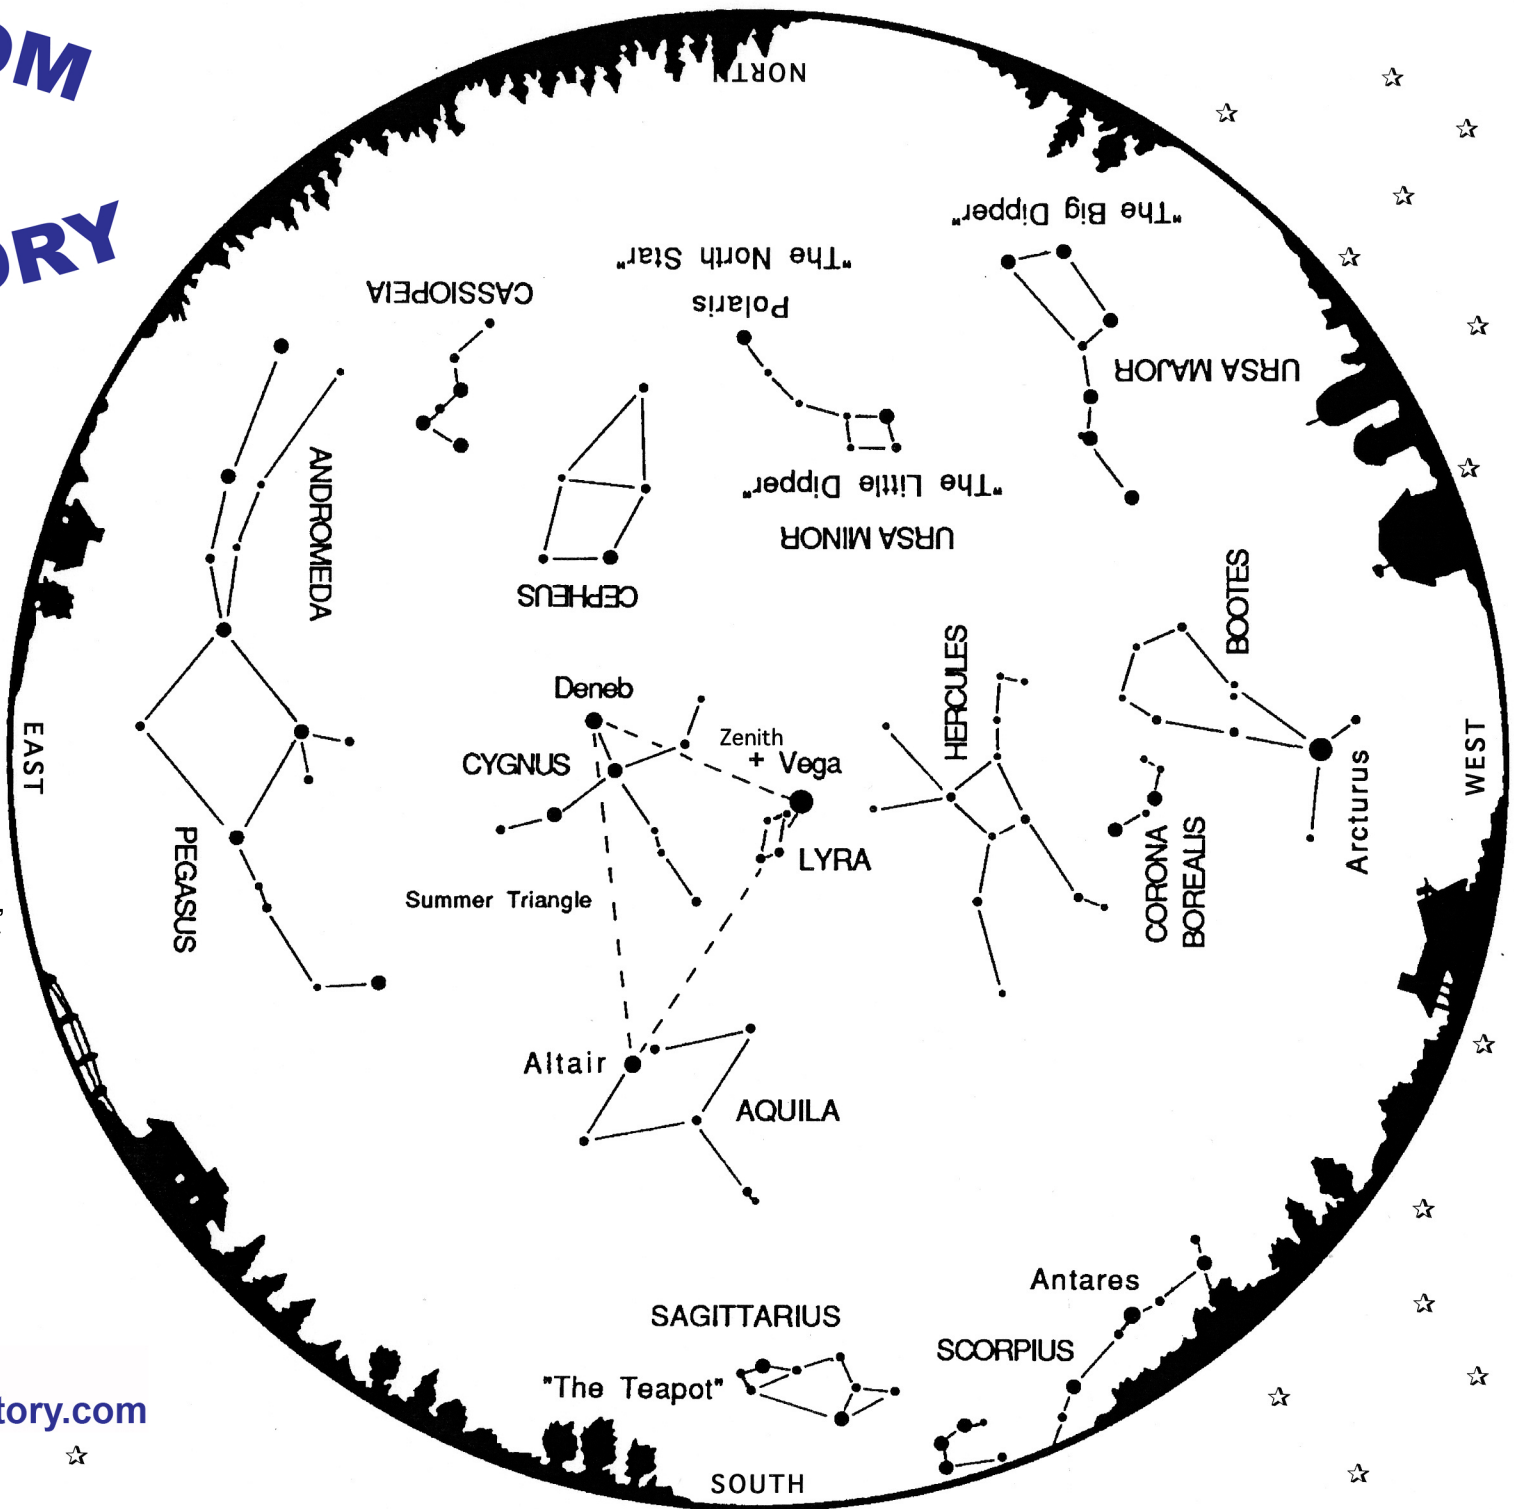 OM
ORY
NORTH
"The Big Dipper"
"The North Star"
Polaris
CASSIOPEIA
URSA MAJOR
ANDROMEDA
"The Little Dipper"
URSA MINOR
CEPHEUS
BOOTES
HERCULES
Deneb
Zenith
+ Vega
CYGNUS
EAST
WEST
Arcturus
PEGASUS
LYRA
CORONA
BOREALIS
Summer Triangle
Altair
AQUILA
Antares
SAGITTARIUS
SCORPIUS
"The Teapot"
tory.com
SOUTH